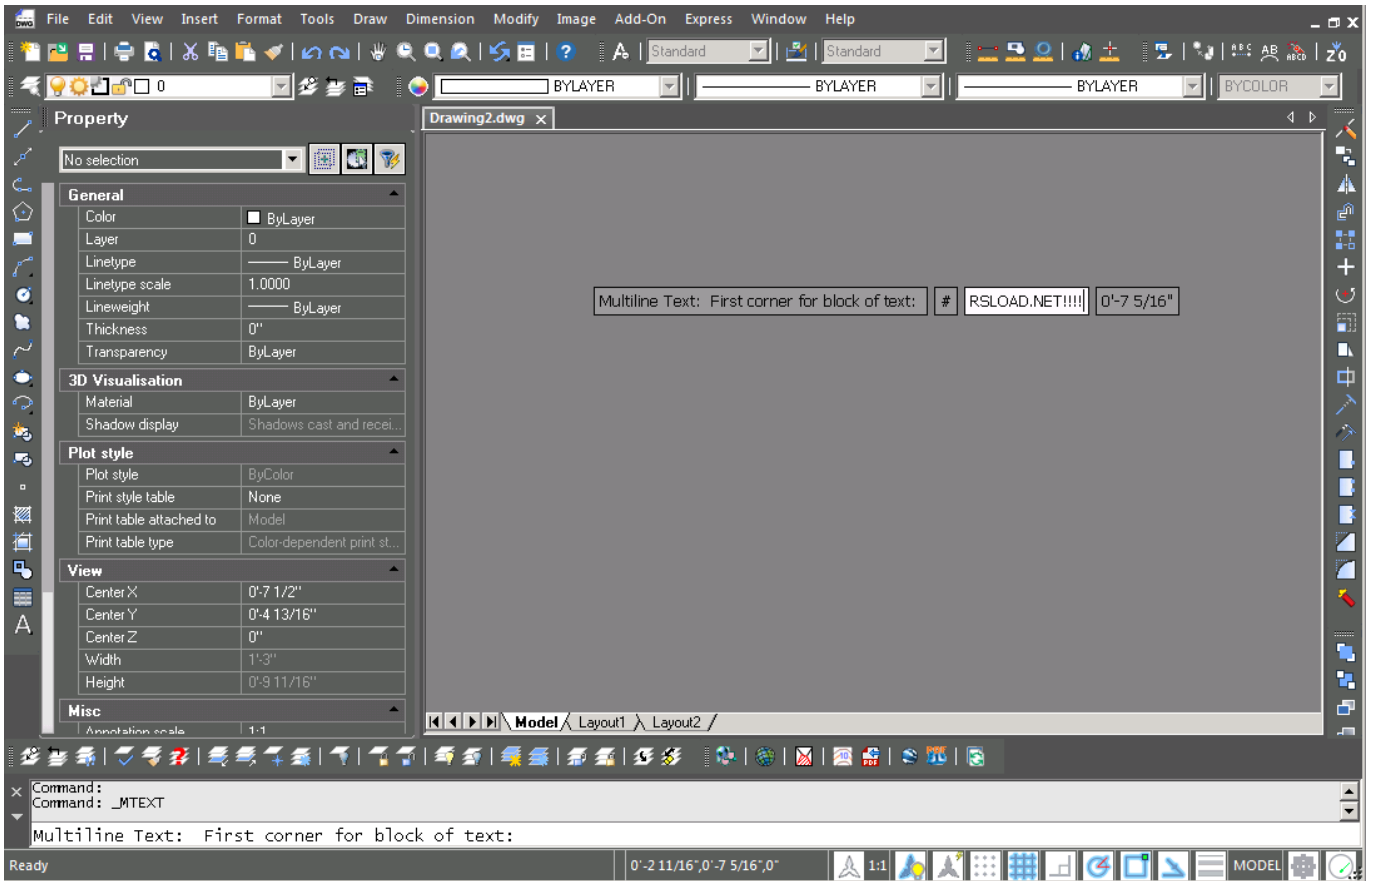 File Edit View Insert Format Tools Draw Dimension Modify Image Add-On Express Window Help
Standard Standard
0 BYLAYER BYLAYER BYLAYER BYCOLOR
Property
Drawing2.dwg
No selection
General
Color ByLayer
Layer 0
Linetype ByLayer
Linetype scale 1.0000
Lineweight ByLayer
Thickness 0"
Transparency ByLayer
3D Visualisation
Material ByLayer
Shadow display Shadows cast and recei...
Plot style
Plot style ByColor
Print style table None
Print table attached to Model
Print table type Color-dependent print st...
View
Center X 0'-7 1/2"
Center Y 0'-4 13/16"
Center Z 0"
Width 1'-3"
Height 0'-9 11/16"
Misc
Annotation scale 1:1
Multiline Text: First corner for block of text: # RSLOAD.NET!!!! 0'-7 5/16"
Model Layout1 Layout2
Command:
Command: _MTEXT
Multiline Text: First corner for block of text:
Ready 0'-2 11/16",0'-7 5/16",0" 1:1 MODEL